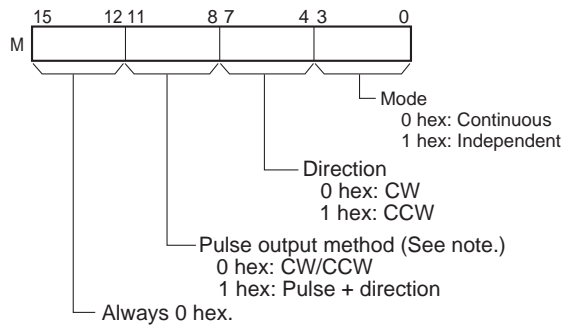 15 12 11 8 7 4 3 0
M
Mode
0 hex: Continuous
1 hex: Independent
Direction
0 hex: CW
1 hex: CCW
Pulse output method (See note.)
0 hex: CW/CCW
1 hex: Pulse + direction
Always 0 hex.